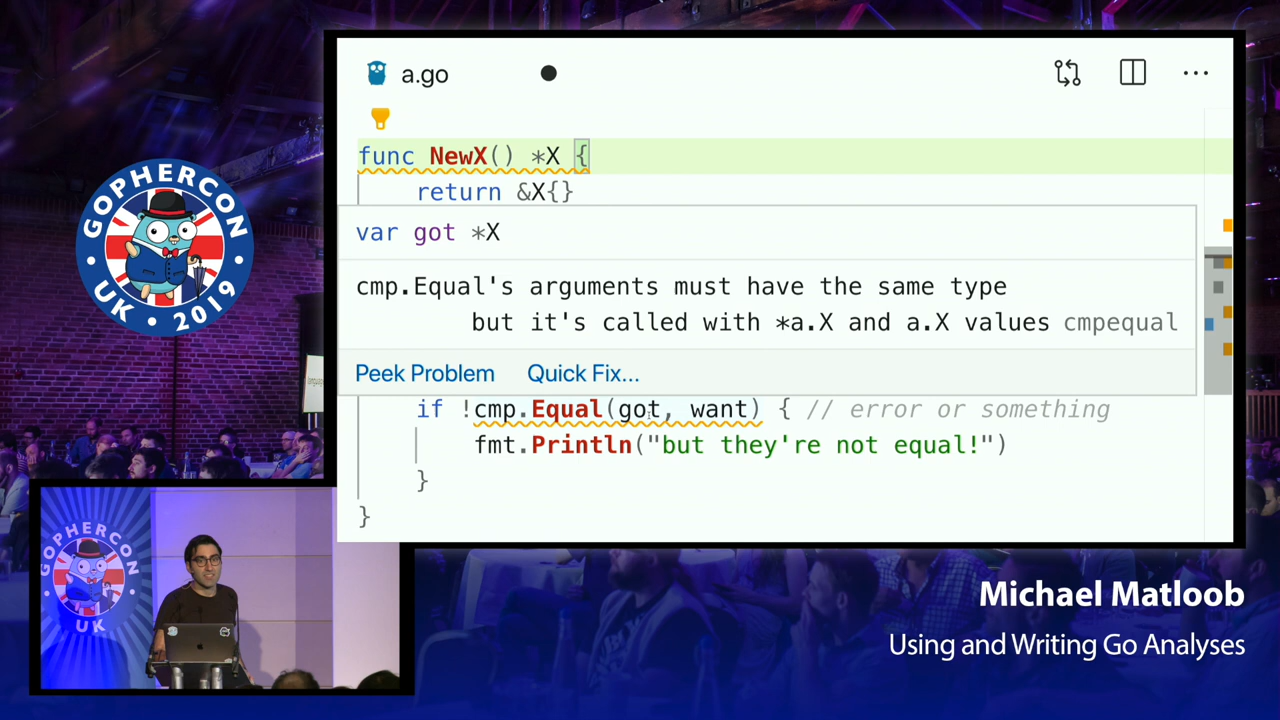 GOPHERCON
UK • 2019
a.go
func NewX() *X {
return &X{}
var got *X
cmp.Equal's arguments must have the same type
but it's called with *a.X and a.X values cmpequal
Peek Problem Quick Fix...
if !cmp.Equal(got, want) { // error or something
fmt.Println("but they're not equal!")
}
}
GOPHERCON
UK
Michael Matloob
Using and Writing Go Analyses